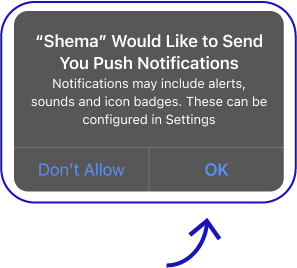 “Shema” Would Like to Send
You Push Notifications
Notifications may include alerts,
sounds and icon badges. These can be
configured in Settings
Don't Allow
OK